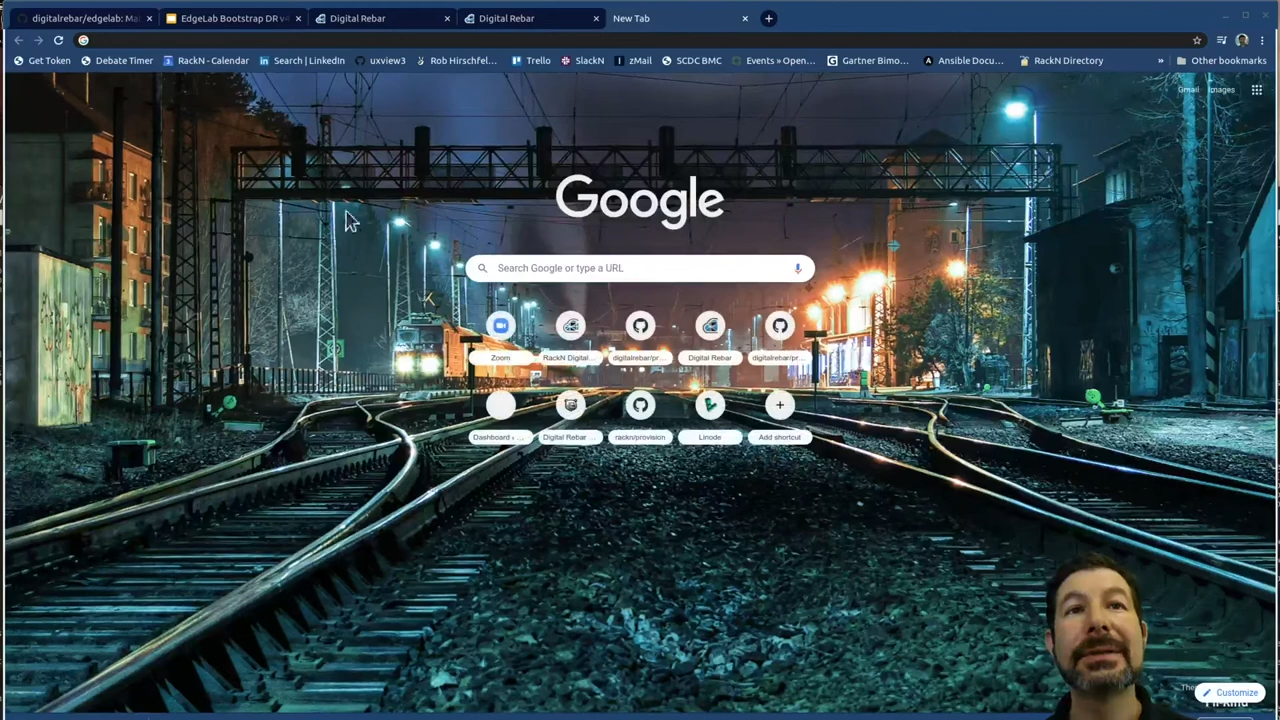 digitalrebar/edgelab: Ma
EdgeLab Bootstrap DR v4
Digital Rebar
Digital Rebar
New Tab
Get Token
Debate Timer
RackN - Calendar
Search | LinkedIn
uxview3
Rob Hirschfel...
Trello
SlackN
zMail
SCDC BMC
Events » Open...
Gartner Bimo...
Ansible Docu...
RackN Directory
»
Other bookmarks
Gmail
Images
Google
Search Google or type a URL
Zoom
RackN Digital...
digitalrebar/pr...
Digital Rebar
digitalrebar/pr...
Dashboard ‹ ...
Digital Rebar ...
rackn/provision
Linode
Add shortcut
Customize